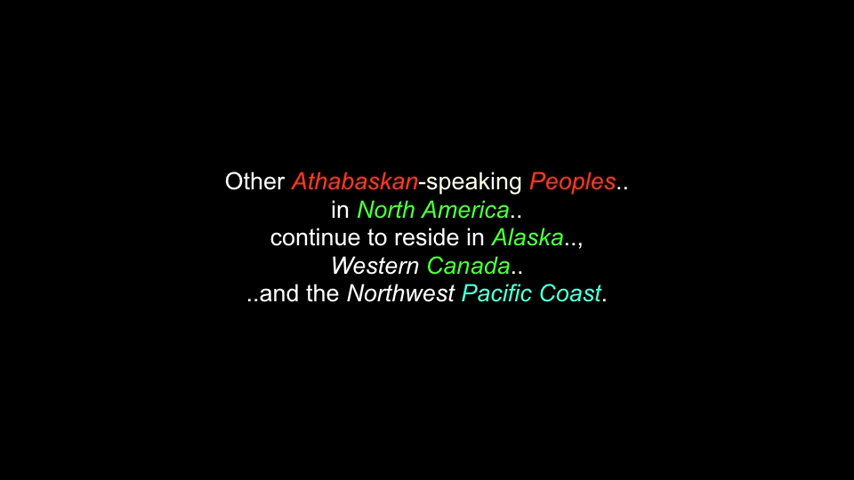 Other Athabaskan-speaking Peoples..
in North America..
continue to reside in Alaska..,
Western Canada..
..and the Northwest Pacific Coast.